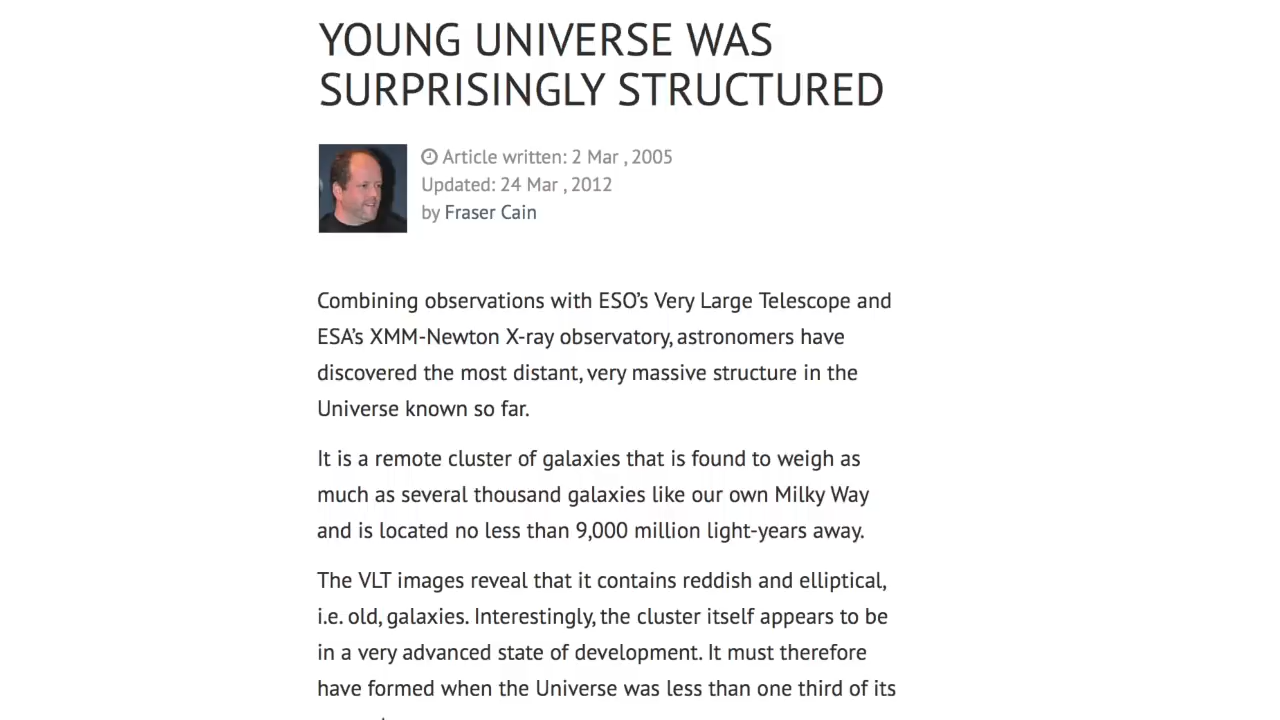 YOUNG UNIVERSE WAS
SURPRISINGLY STRUCTURED
Article written: 2 Mar , 2005
Updated: 24 Mar , 2012
by Fraser Cain
Combining observations with ESO’s Very Large Telescope and
ESA’s XMM-Newton X-ray observatory, astronomers have
discovered the most distant, very massive structure in the
Universe known so far.
It is a remote cluster of galaxies that is found to weigh as
much as several thousand galaxies like our own Milky Way
and is located no less than 9,000 million light-years away.
The VLT images reveal that it contains reddish and elliptical,
i.e. old, galaxies. Interestingly, the cluster itself appears to be
in a very advanced state of development. It must therefore
have formed when the Universe was less than one third of its